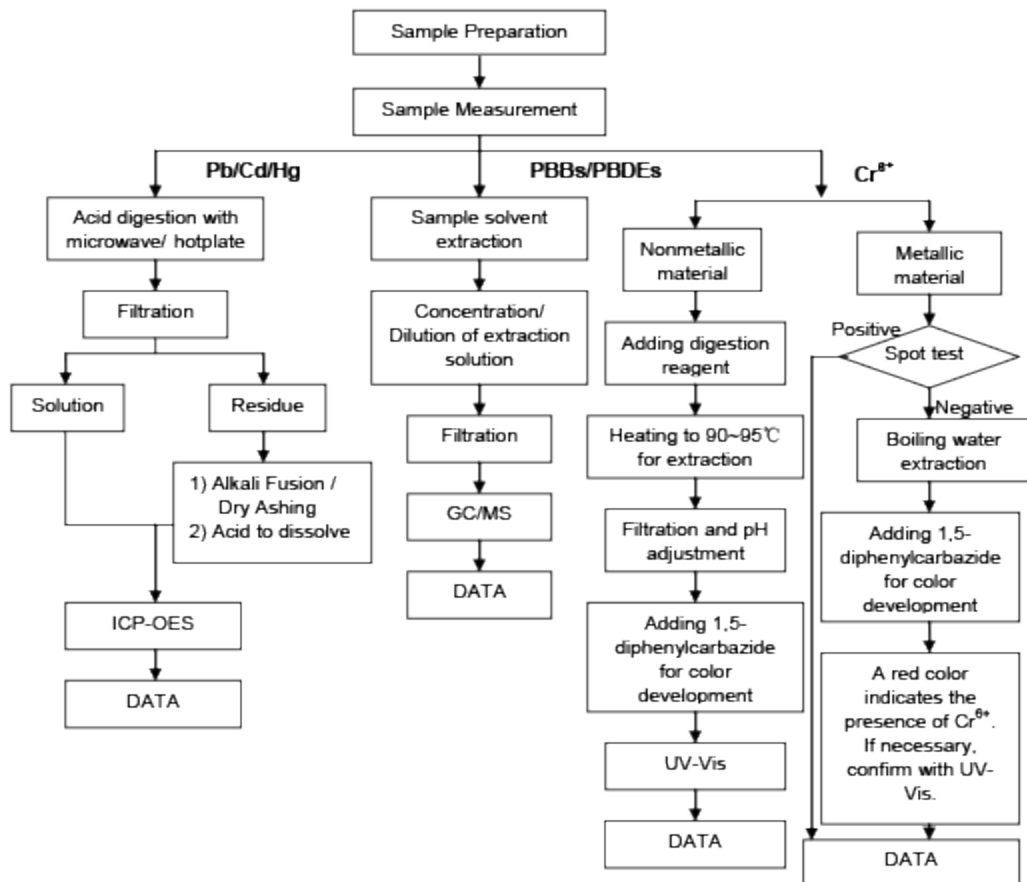 Sample Preparation
Sample Measurement
Pb/Cd/Hg
PBBs/PBDEs
Cr⁶⁺
Acid digestion with
microwave/ hotplate
Filtration
Solution
Residue
1) Alkali Fusion /
Dry Ashing
2) Acid to dissolve
ICP-OES
DATA
Sample solvent
extraction
Concentration/
Dilution of extraction
solution
Filtration
GC/MS
DATA
Nonmetallic
material
Adding digestion
reagent
Heating to 90~95℃
for extraction
Filtration and pH
adjustment
Adding 1,5-
diphenylcarbazide
for color
development
UV-Vis
DATA
Metallic
material
Positive
Spot test
Negative
Boiling water
extraction
Adding 1,5-
diphenylcarbazide
for color
development
A red color
indicates the
presence of Cr⁶⁺.
If necessary,
confirm with UV-
Vis.
DATA